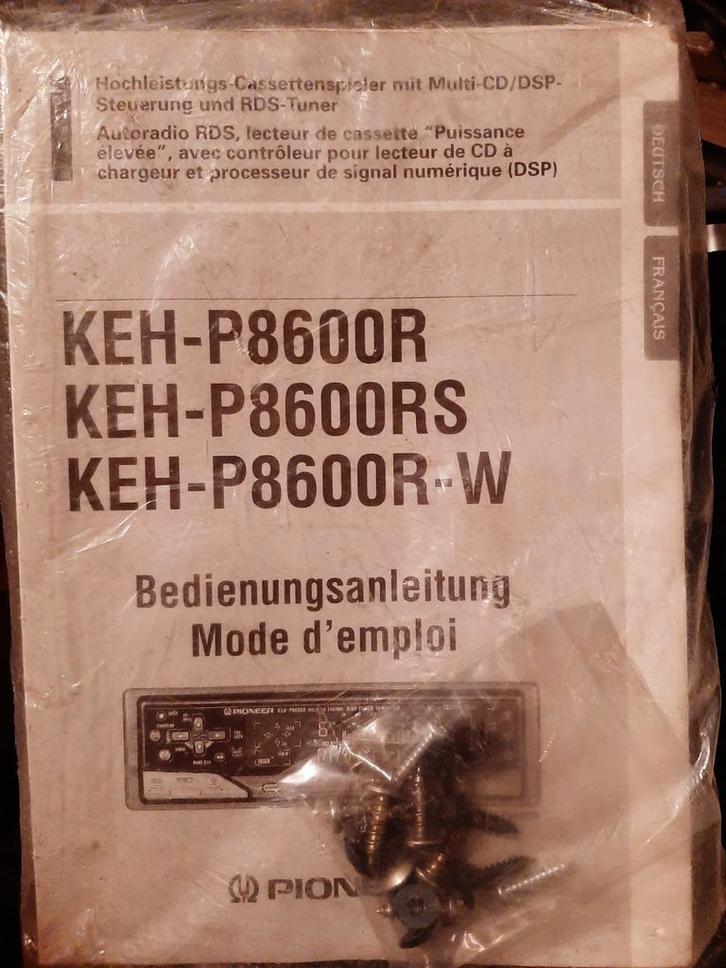 Hochleistungs-Cassettenspieler mit Multi-CD/DSP-
Steuerung und RDS-Tuner
Autoradio RDS, lecteur de cassette "Puissance
élevée", avec contrôleur pour lecteur de CD à
chargeur et processeur de signal numérique (DSP)
DEUTSCH
FRANÇAIS
KEH-P8600R
KEH-P8600RS
KEH-P8600R-W
Bedienungsanleitung
Mode d'emploi
PIONEER
PION